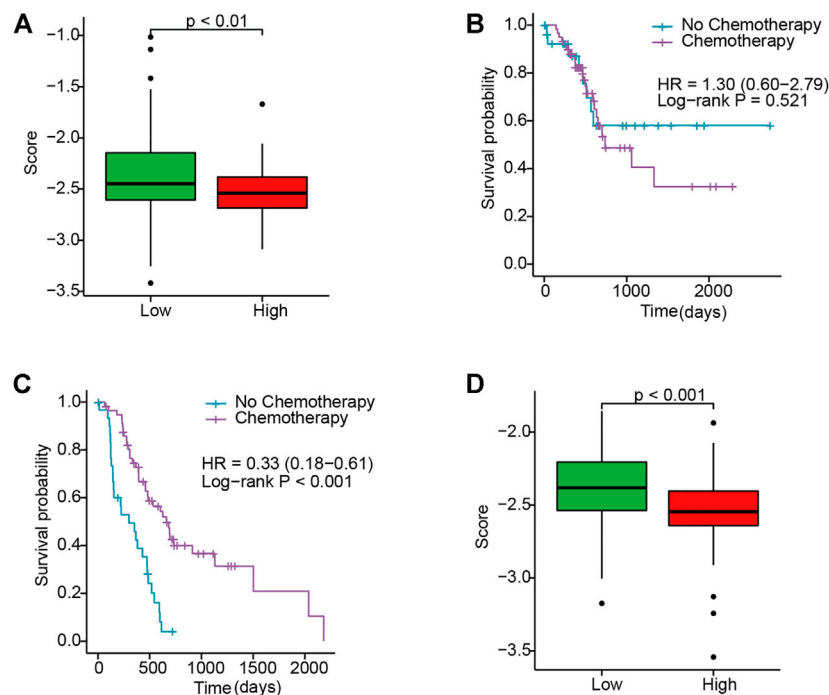 A
p < 0.01
−1.0
−1.5
−2.0
−2.5
−3.0
−3.5
Score
Low
High
B
No Chemotherapy
Chemotherapy
HR = 1.30 (0.60−2.79)
Log−rank P = 0.521
1.0
0.8
0.6
0.4
0.2
0.0
Survival probability
0
1000
2000
Time(days)
C
No Chemotherapy
Chemotherapy
HR = 0.33 (0.18−0.61)
Log−rank P < 0.001
1.0
0.8
0.6
0.4
0.2
0.0
Survival probability
0
500
1000
1500
2000
Time(days)
D
p < 0.001
−2.0
−2.5
−3.0
−3.5
Score
Low
High